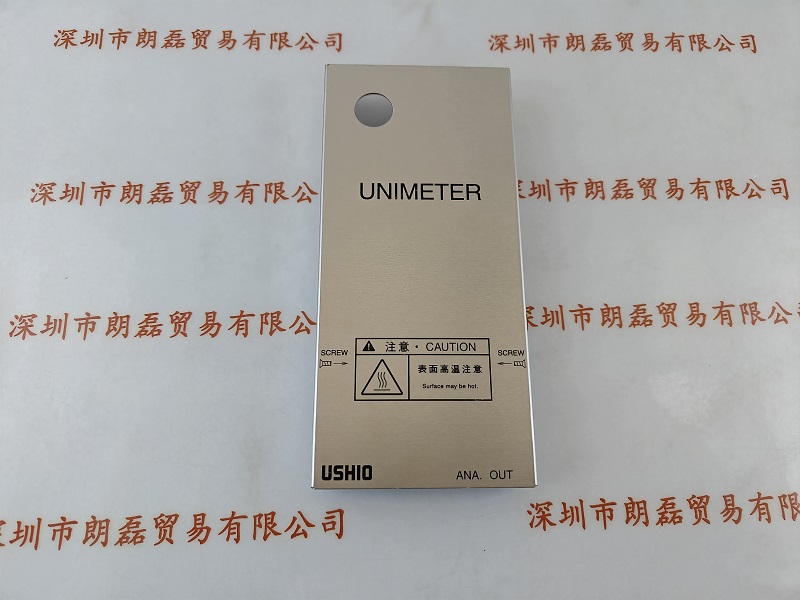 深圳市朗磊贸易有限公司
深圳市朗磊贸易有限公司
UNIMETER
深圳市朗磊贸易有限公
深圳市朗磊贸易有限公司
深圳市朗磊贸易有限公司
深圳市朗磊贸易有限公
注意・CAUTION
SCREW
SCREW
表面高温注意
Surface may be hot.
USHIO
ANA. OUT
深圳市朗磊贸易有限公司
深圳市朗磊贸易有限公